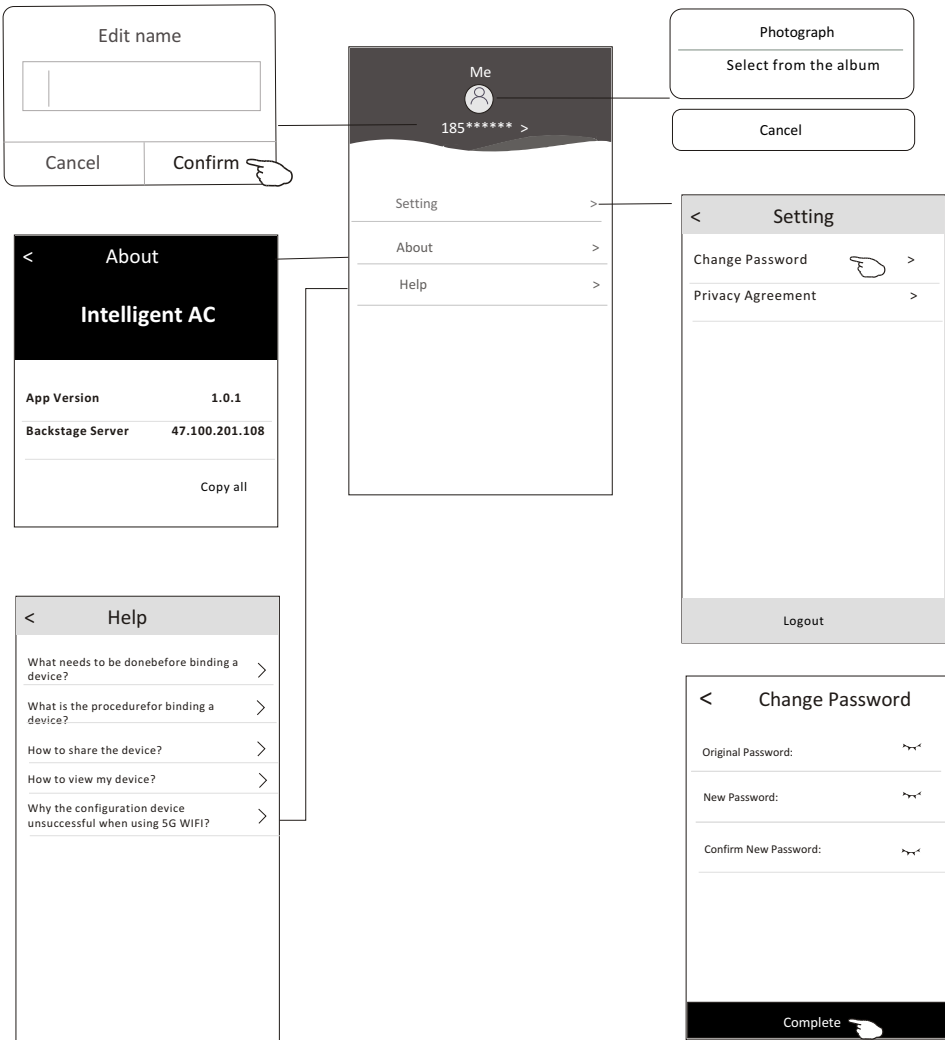 Edit name
Cancel
Confirm
Me
185****** >
Setting >
About >
Help >
Photograph
Select from the album
Cancel
< About
Intelligent AC
App Version 1.0.1
Backstage Server 47.100.201.108
Copy all
< Setting
Change Password >
Privacy Agreement >
Logout
< Help
What needs to be donebefore binding a
device?
What is the procedurefor binding a
device?
How to share the device?
How to view my device?
Why the configuration device
unsuccessful when using 5G WIFI?
< Change Password
Original Password:
New Password:
Confirm New Password:
Complete